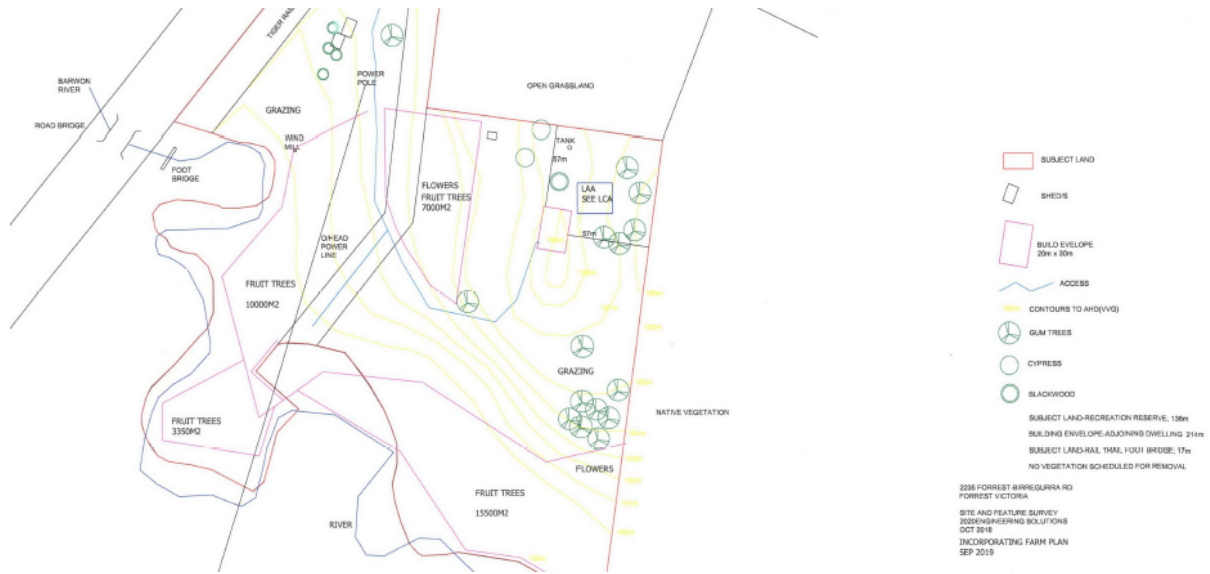 TIGER RAI
BARWON
RIVER
ROAD BRIDGE
FOOT
BRIDGE
GRAZING
WIND
MILL
POWER
POLE
OPEN GRASSLAND
TANK
57m
LAA
SEE LCA
57m
FLOWERS
FRUIT TREES
7000M2
O/HEAD
POWER
LINE
FRUIT TREES
10000M2
FRUIT TREES
3350M2
GRAZING
NATIVE VEGETATION
FLOWERS
FRUIT TREES
15500M2
RIVER
SUBJECT LAND
SHED/S
BUILD EVELOPE
20m x 30m
ACCESS
CONTOURS TO AHD(VVG)
GUM TREES
CYPRESS
BLACKWOOD
SUBJECT LAND-RECREATION RESERVE, 138m
BUILDING ENVELOPE-ADJOINING DWELLING 214m
SUBJECT LAND-RAIL TRAIL FOOT BRIDGE, 17m
NO VEGETATION SCHEDULED FOR REMOVAL
2235 FORREST-BIRREGURRA RD
FORREST VICTORIA
SITE AND FEATURE SURVEY
2020ENGINEERING SOLUTIONS
OCT 2018
INCORPORATING FARM PLAN
SEP 2019